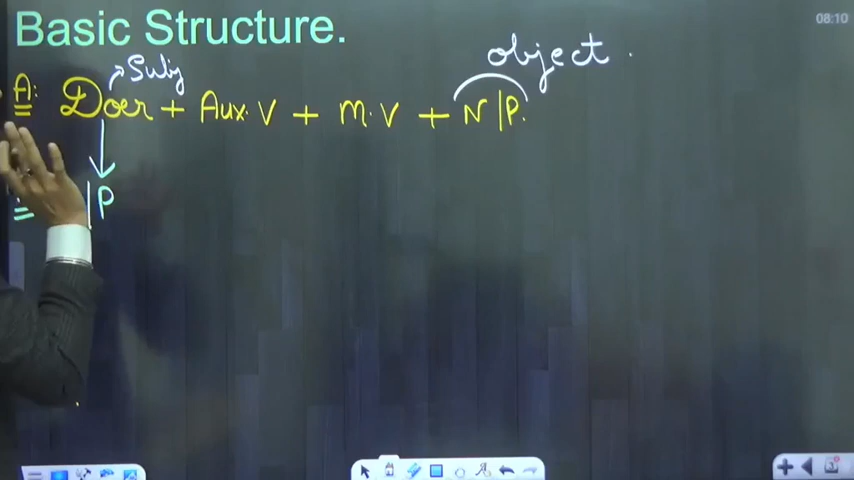 Basic Structure.
08:10
object .
Subj
A: Doer + Aux. V + M. V + N|P.
|P